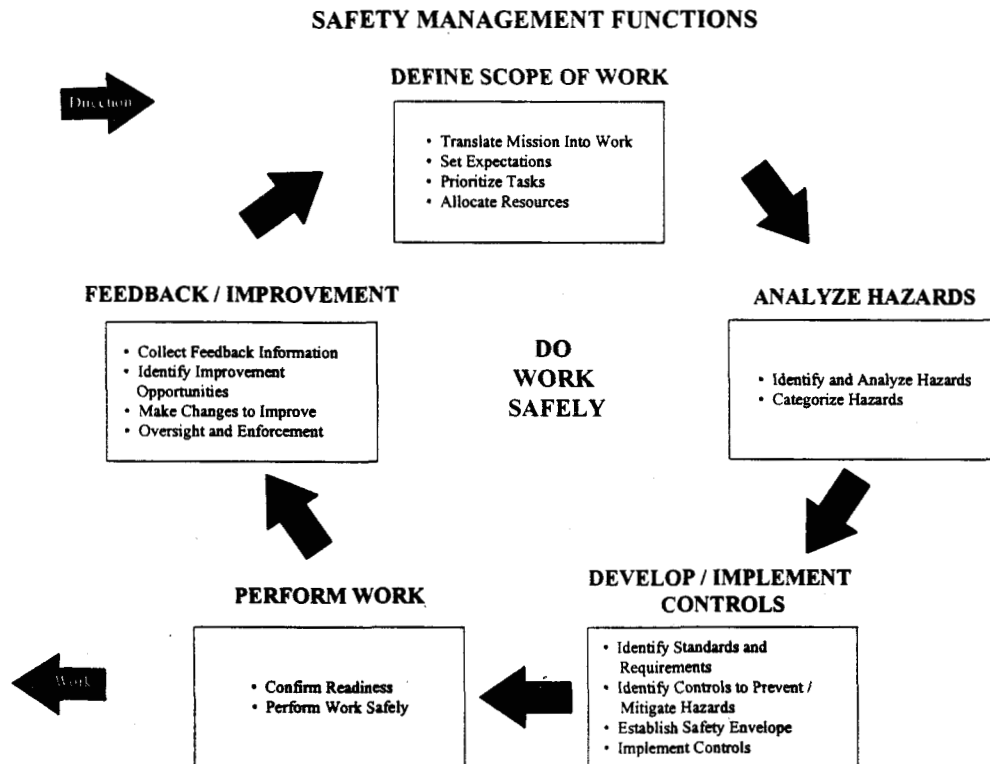 SAFETY MANAGEMENT FUNCTIONS
DEFINE SCOPE OF WORK
Direction
• Translate Mission Into Work
• Set Expectations
• Prioritize Tasks
• Allocate Resources
FEEDBACK / IMPROVEMENT
• Collect Feedback Information
• Identify Improvement
Opportunities
• Make Changes to Improve
• Oversight and Enforcement
DO
WORK
SAFELY
ANALYZE HAZARDS
• Identify and Analyze Hazards
• Categorize Hazards
PERFORM WORK
• Confirm Readiness
• Perform Work Safely
Work
DEVELOP / IMPLEMENT
CONTROLS
• Identify Standards and
Requirements
• Identify Controls to Prevent /
Mitigate Hazards
• Establish Safety Envelope
• Implement Controls